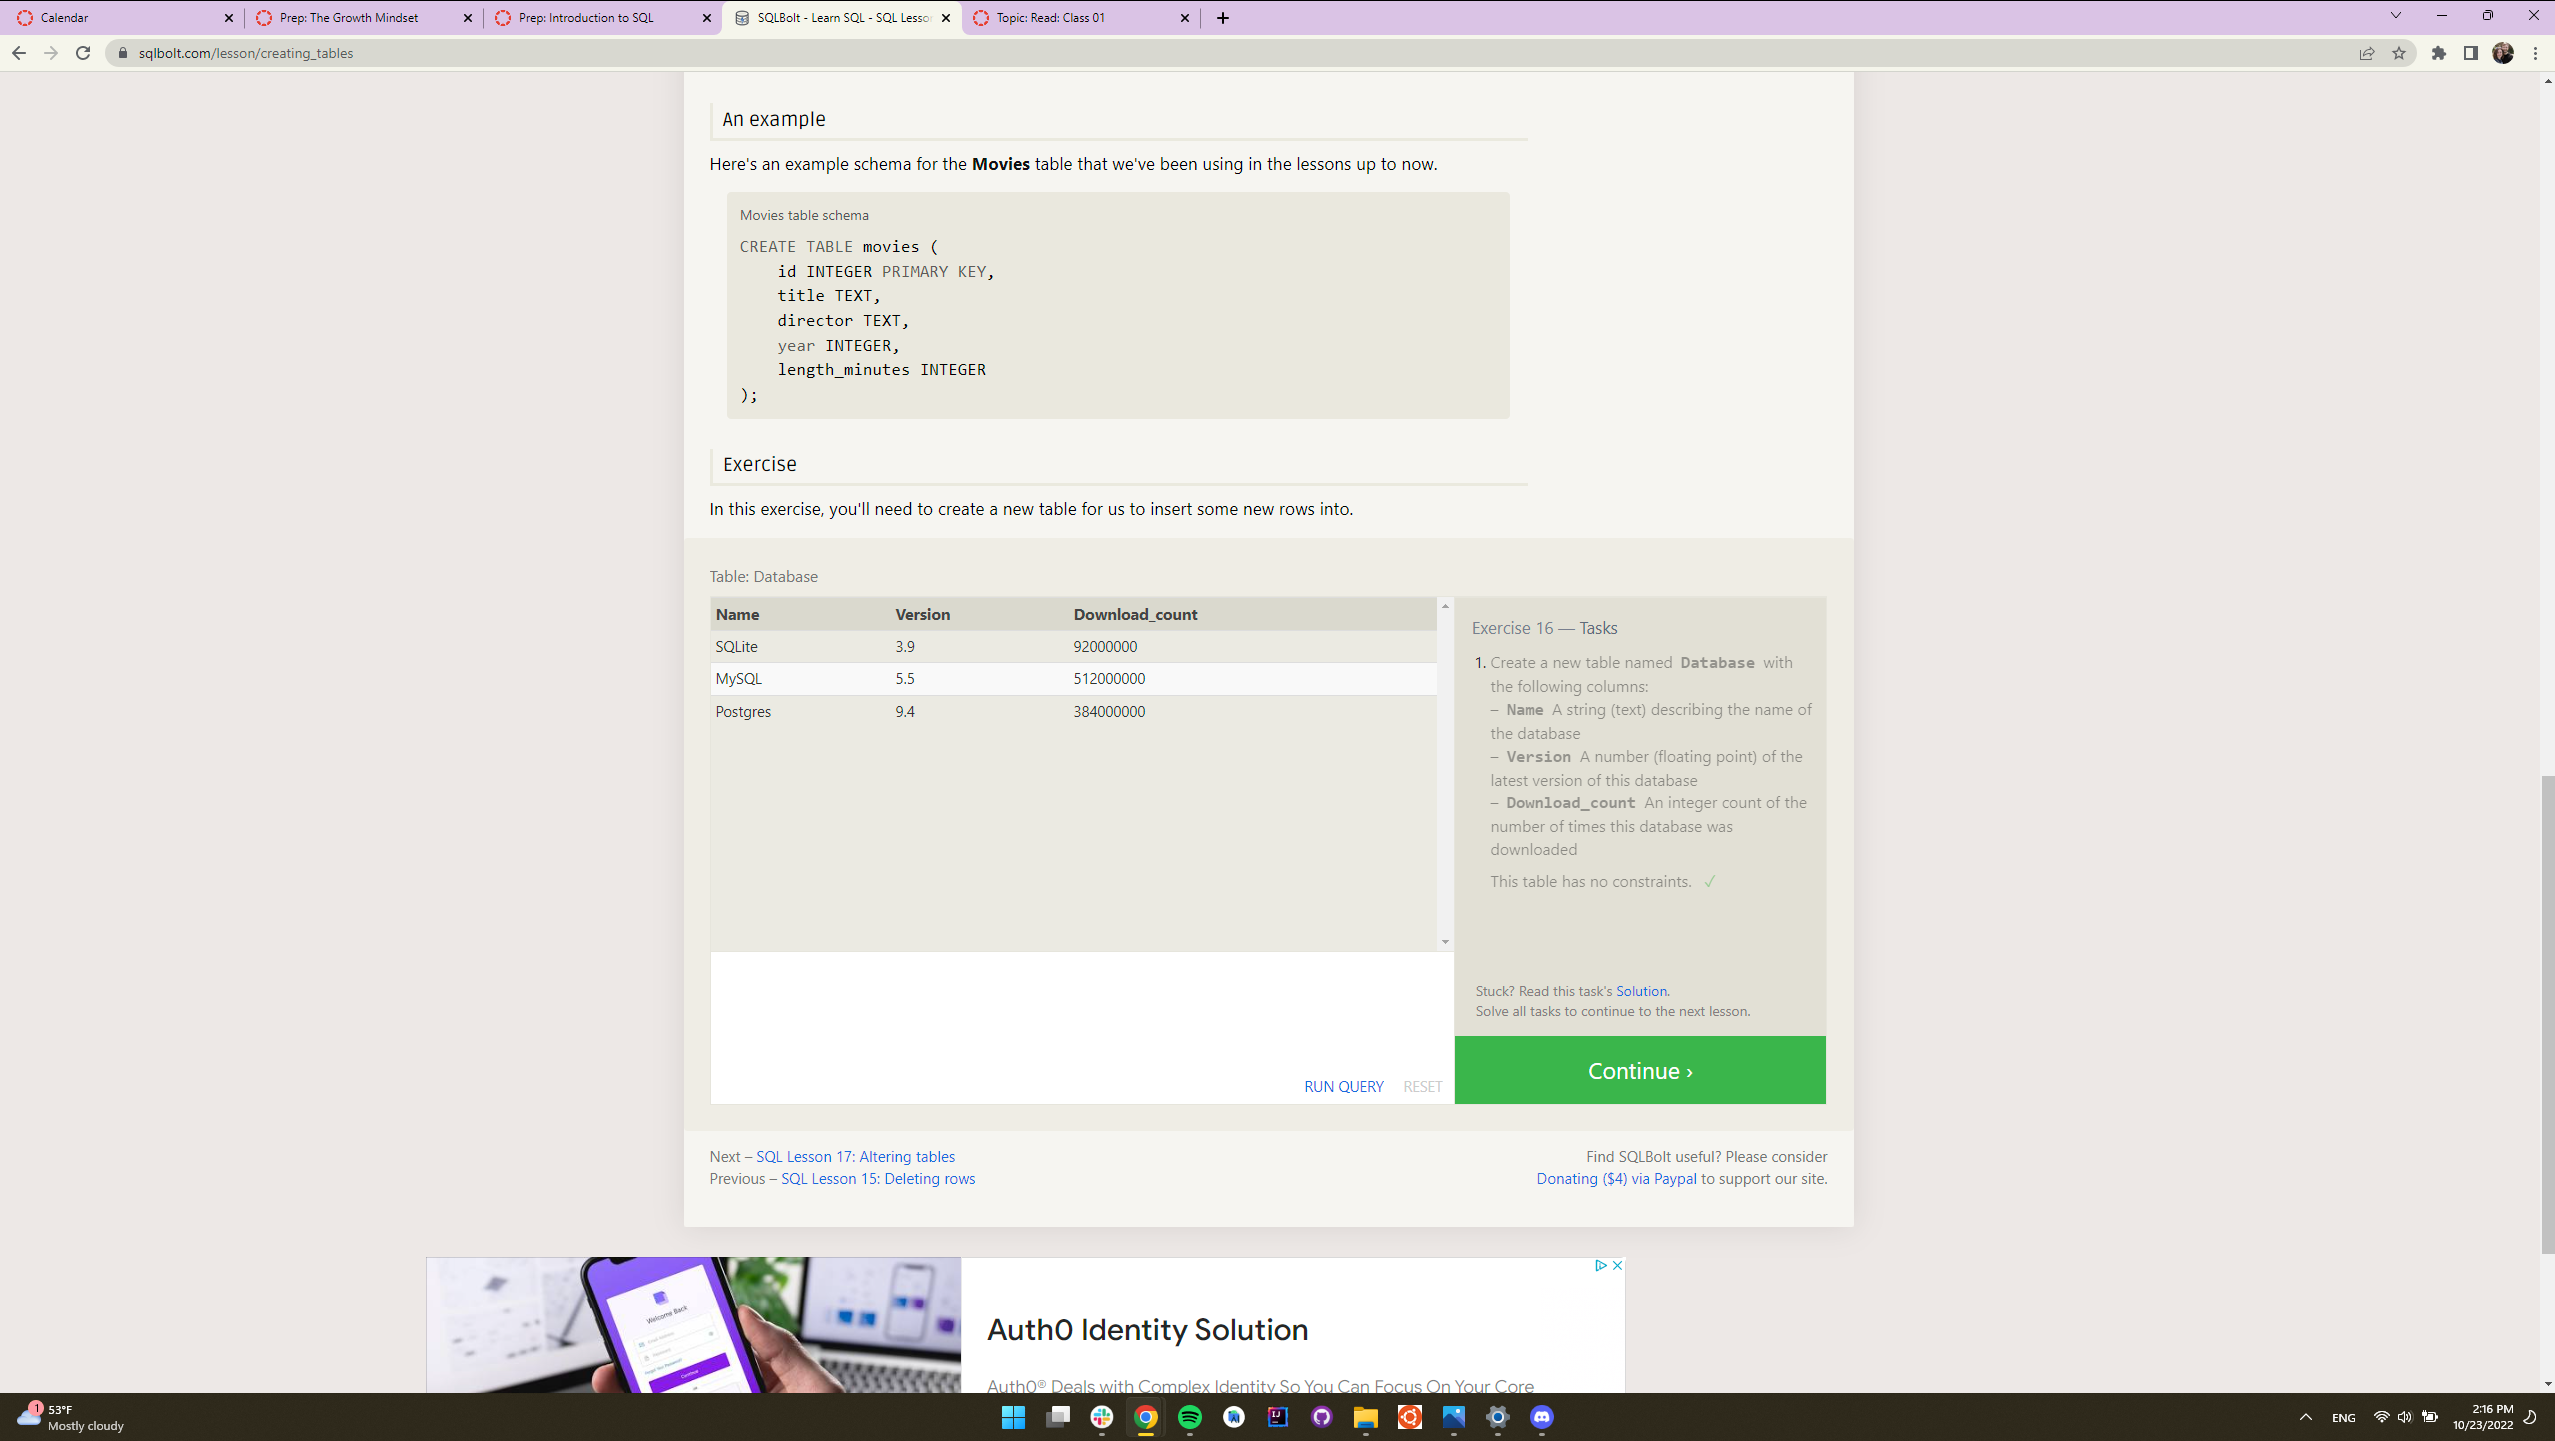 Calendar
Prep: The Growth Mindset
Prep: Introduction to SQL
SQLBolt - Learn SQL - SQL Lesson
Topic: Read: Class 01
sqlbolt.com/lesson/creating_tables
An example
Here's an example schema for the Movies table that we've been using in the lessons up to now.
Movies table schema
CREATE TABLE movies (
id INTEGER PRIMARY KEY,
title TEXT,
director TEXT,
year INTEGER,
length_minutes INTEGER
);
Exercise
In this exercise, you'll need to create a new table for us to insert some new rows into.
Table: Database
Name Version Download_count
SQLite 3.9 92000000
MySQL 5.5 512000000
Postgres 9.4 384000000
RUN QUERY RESET
Exercise 16 — Tasks
1. Create a new table named Database with
the following columns:
– Name A string (text) describing the name of
the database
– Version A number (floating point) of the
latest version of this database
– Download_count An integer count of the
number of times this database was
downloaded
This table has no constraints. ✓
Stuck? Read this task's Solution.
Solve all tasks to continue to the next lesson.
Continue ›
Next – SQL Lesson 17: Altering tables
Previous – SQL Lesson 15: Deleting rows
Find SQLBolt useful? Please consider
Donating ($4) via Paypal to support our site.
Welcome Back
Auth0 Identity Solution
Auth0® Deals with Complex Identity So You Can Focus On Your Core
1
53°F
Mostly cloudy
ENG
2:16 PM
10/23/2022